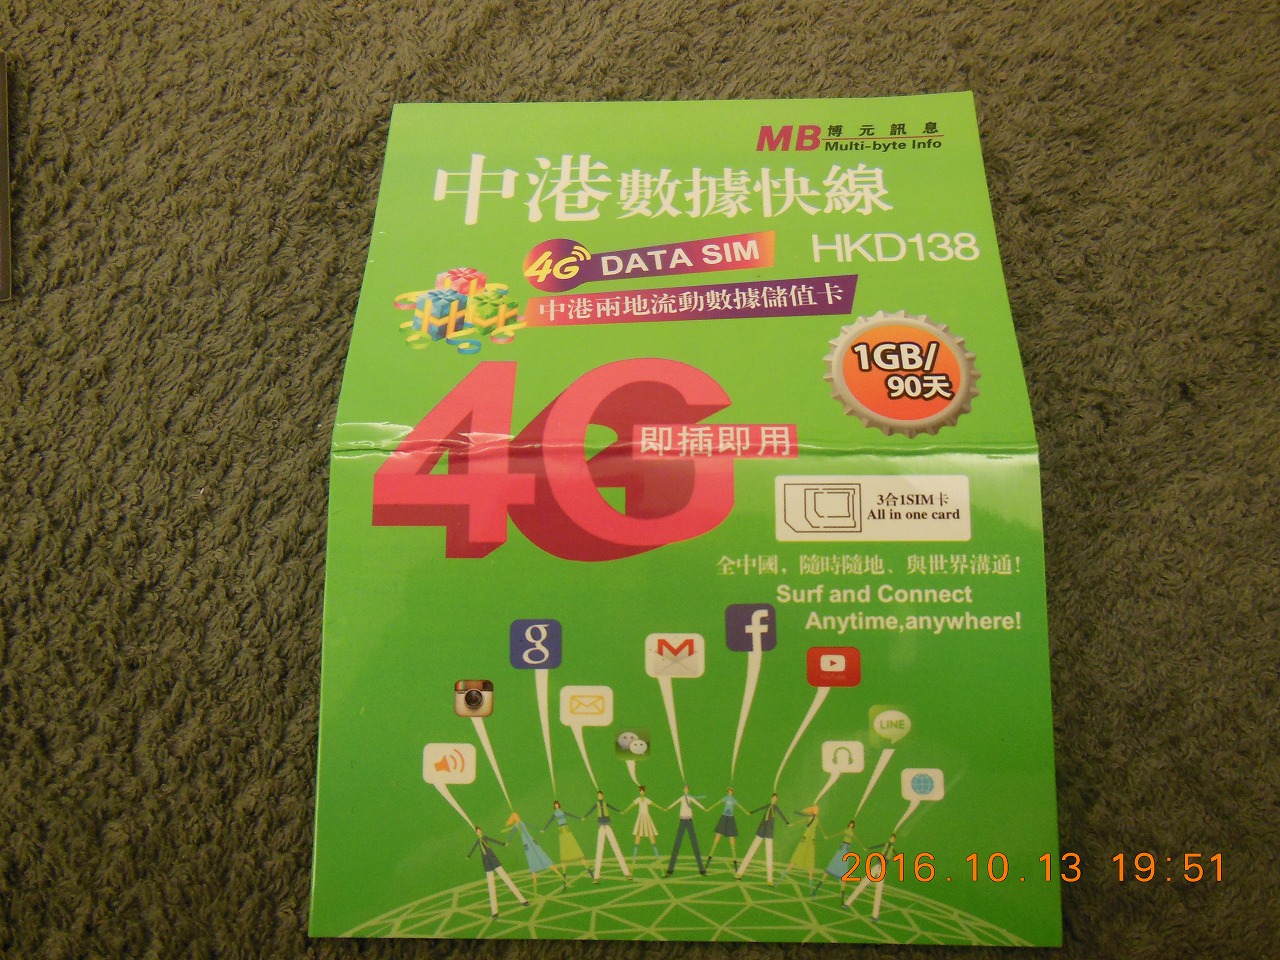 MB 博元訊息
Multi-byte Info
中港數據快線
4G DATA SIM
HKD138
中港兩地流動數據儲值卡
1GB/
90天
4G
即插即用
3合1SIM卡
All in one card
全中國，隨時隨地、與世界溝通!
Surf and Connect
Anytime,anywhere!
f
g
YouTube
LINE
2016.10.13 19:51